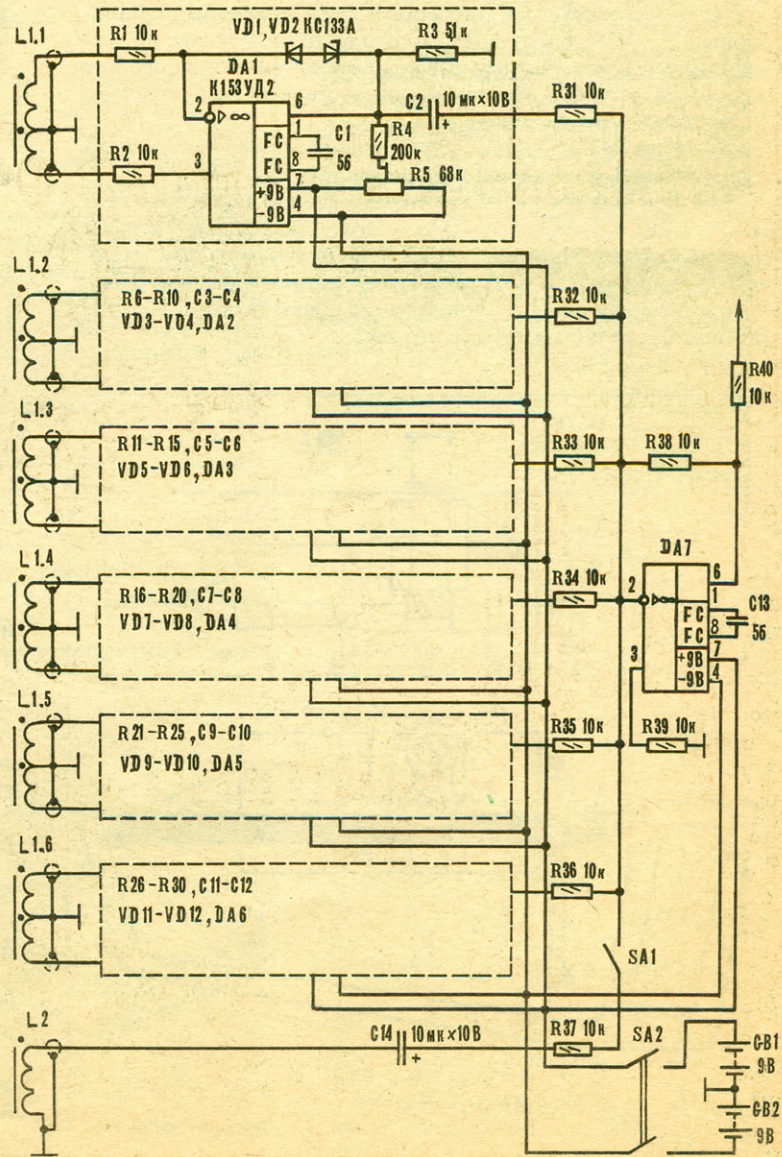 L1.1
R1 10к
VD1, VD2 КС133А
R3 51к
DA1
К153УД2
2
▷ ∞
6
1
FC
FC
8
+9В
7
-9В
4
C1
56
C2
10 мк×10В
+
R4
200к
R5 68к
R31 10к
R2 10к
3
L1.2
R6-R10, C3-C4
VD3-VD4, DA2
R32 10к
R40
10к
L1.3
R11-R15, C5-C6
VD5-VD6, DA3
R33 10к
R38 10к
L1.4
R16-R20, C7-C8
VD7-VD8, DA4
R34 10к
DA7
2
▷∞
6
1
FC
FC
8
+9В
7
-9В
4
3
C13
56
L1.5
R21-R25, C9-C10
VD9-VD10, DA5
R35 10к
R39 10к
L1.6
R26-R30, C11-C12
VD11-VD12, DA6
R36 10к
SA1
L2
C14
10мк×10В
+
R37 10к
SA2
GB1
9В
GB2
9В